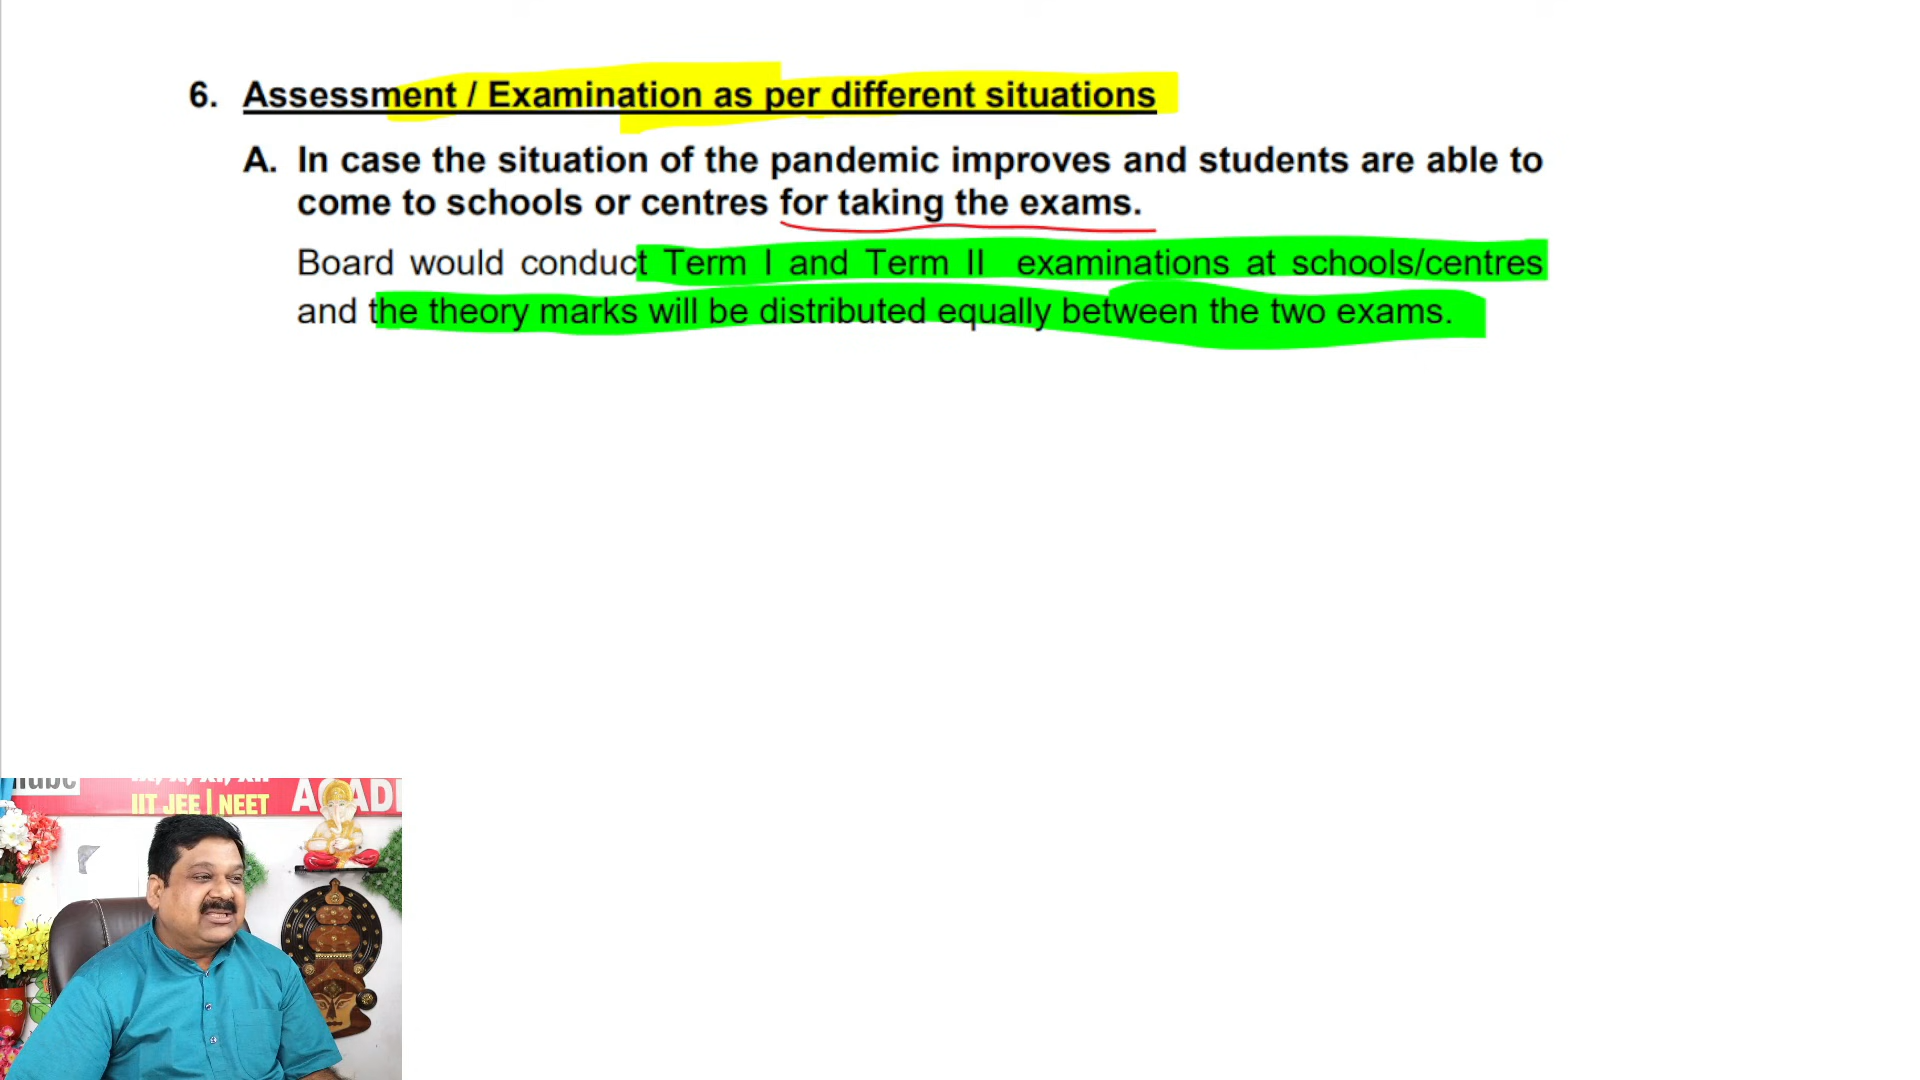 6. Assessment / Examination as per different situations
A. In case the situation of the pandemic improves and students are able to
come to schools or centres for taking the exams.
Board would conduct Term I and Term II examinations at schools/centres
and the theory marks will be distributed equally between the two exams.
IIT JEE | NEET